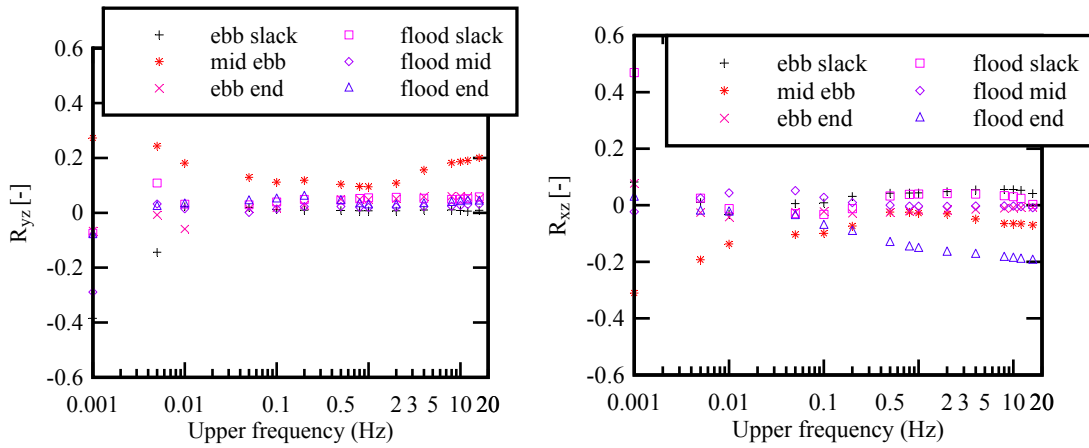 0.6
0.4
0.2
0
-0.2
-0.4
-0.6
R_yz [-]
ebb slack
mid ebb
ebb end
flood slack
flood mid
flood end
0.001 0.01 0.1 0.5 1 2 3 5 10 20
Upper frequency (Hz)
0.6
0.4
0.2
0
-0.2
-0.4
-0.6
R_xz [-]
ebb slack
mid ebb
ebb end
flood slack
flood mid
flood end
0.001 0.01 0.1 0.5 1 2 3 5 10 20
Upper frequency (Hz)